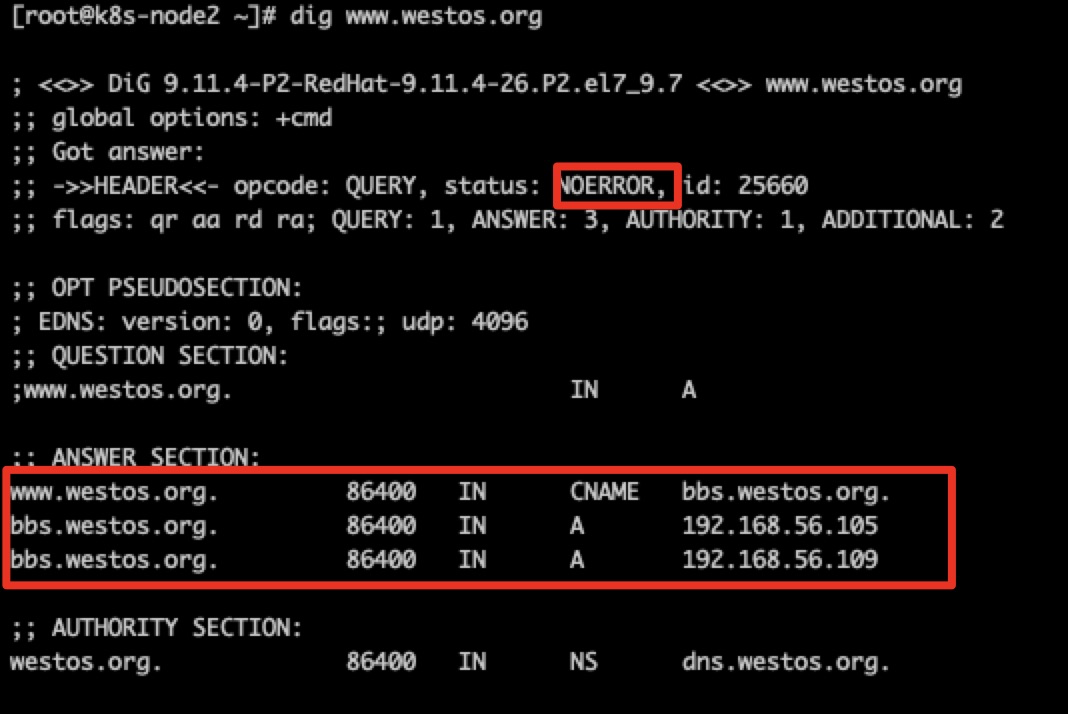 [root@k8s-node2 ~]# dig www.westos.org
; <<>> DiG 9.11.4-P2-RedHat-9.11.4-26.P2.el7_9.7 <<>> www.westos.org
;; global options: +cmd
;; Got answer:
;; ->>HEADER<<- opcode: QUERY, status: NOERROR, id: 25660
;; flags: qr aa rd ra; QUERY: 1, ANSWER: 3, AUTHORITY: 1, ADDITIONAL: 2
;; OPT PSEUDOSECTION:
; EDNS: version: 0, flags:; udp: 4096
;; QUESTION SECTION:
;www.westos.org. IN A
;; ANSWER SECTION:
www.westos.org. 86400 IN CNAME bbs.westos.org.
bbs.westos.org. 86400 IN A 192.168.56.105
bbs.westos.org. 86400 IN A 192.168.56.109
;; AUTHORITY SECTION:
westos.org. 86400 IN NS dns.westos.org.